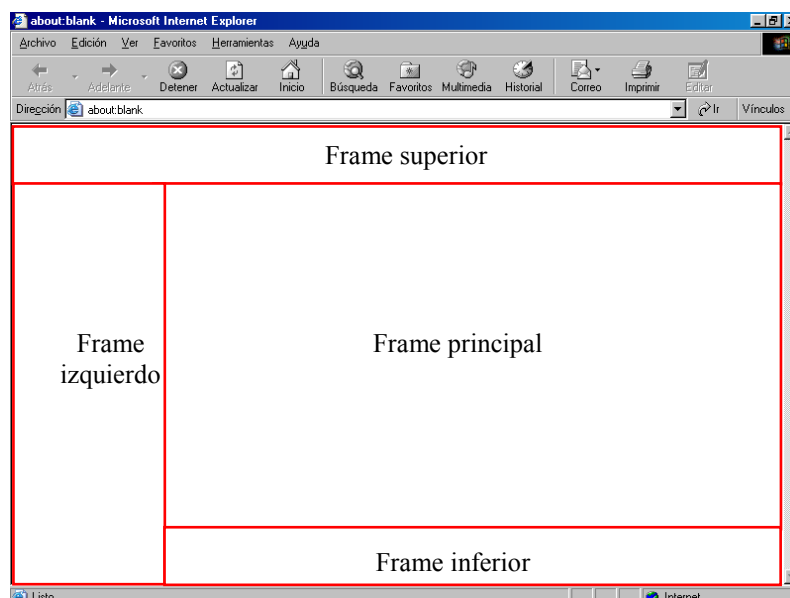 about:blank - Microsoft Internet Explorer
Archivo Edición Ver Favoritos Herramientas Ayuda
Atrás Adelante Detener Actualizar Inicio Búsqueda Favoritos Multimedia Historial Correo Imprimir Editar
Dirección about:blank Ir Vínculos
Frame superior
Frame
izquierdo
Frame principal
Frame inferior
Listo Internet